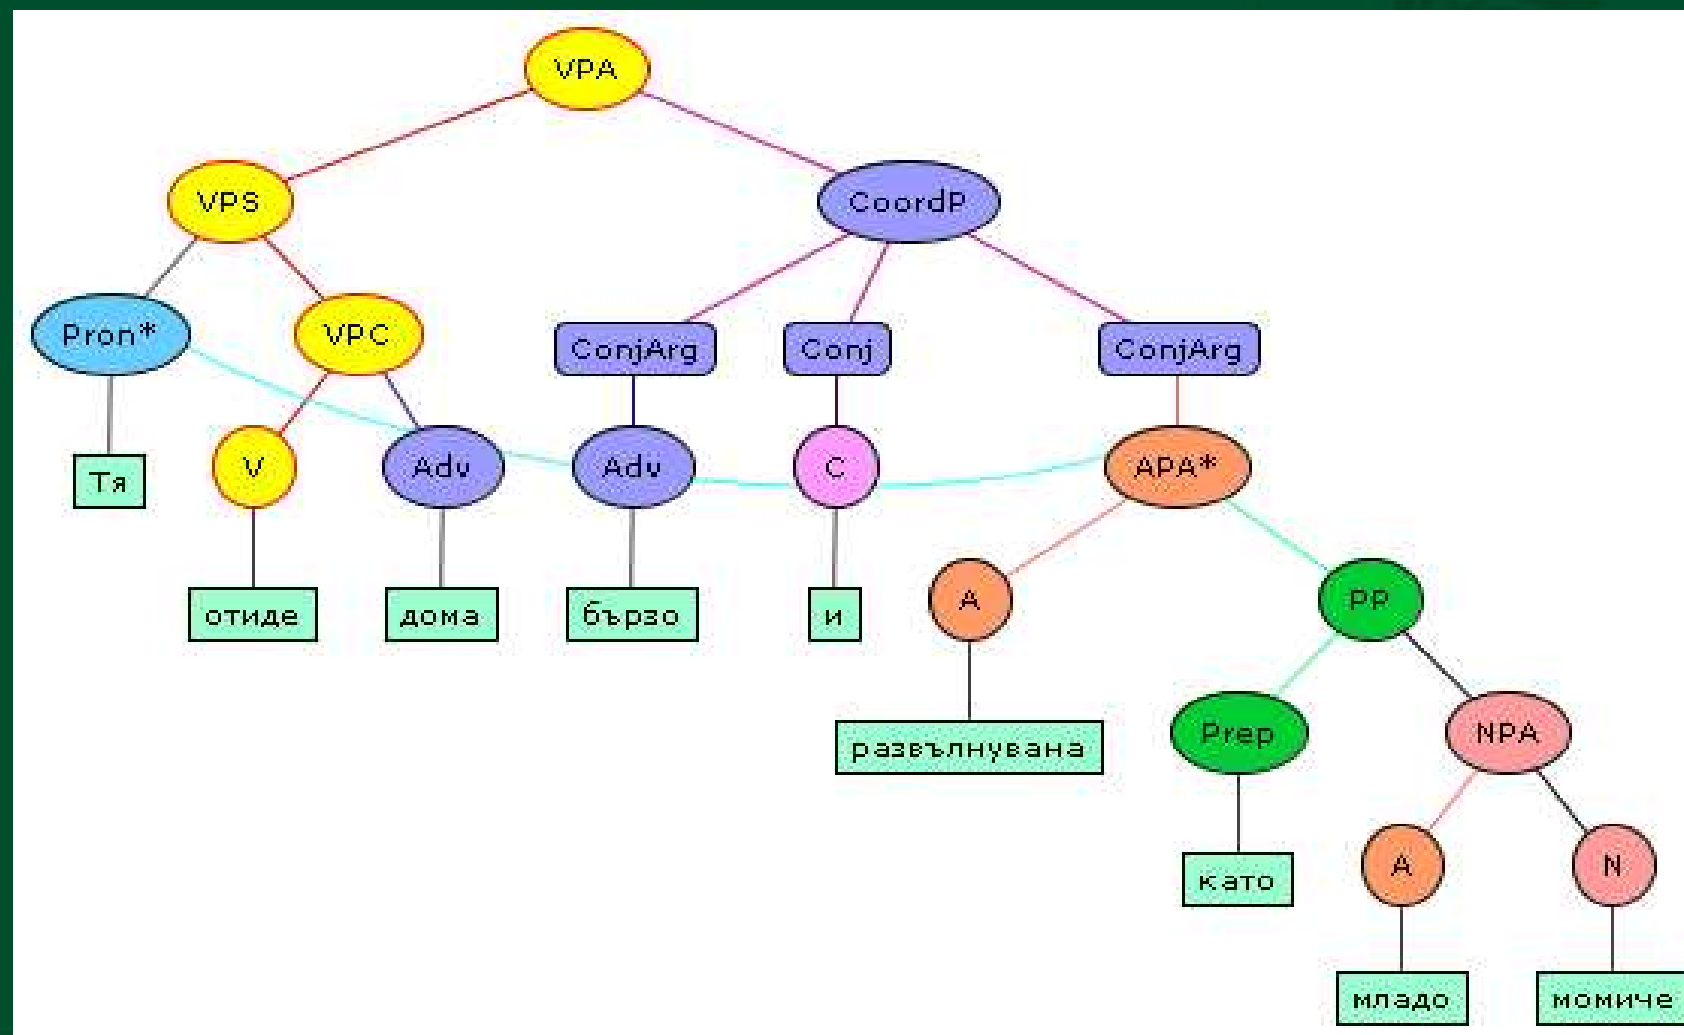 VPA
VPS CoordP
Pron* VPC ConjArg Conj ConjArg
Тя V Adv Adv C APA*
отиде дома бързо и A PP
развълнувана Prep NPA
като A N
младо момиче